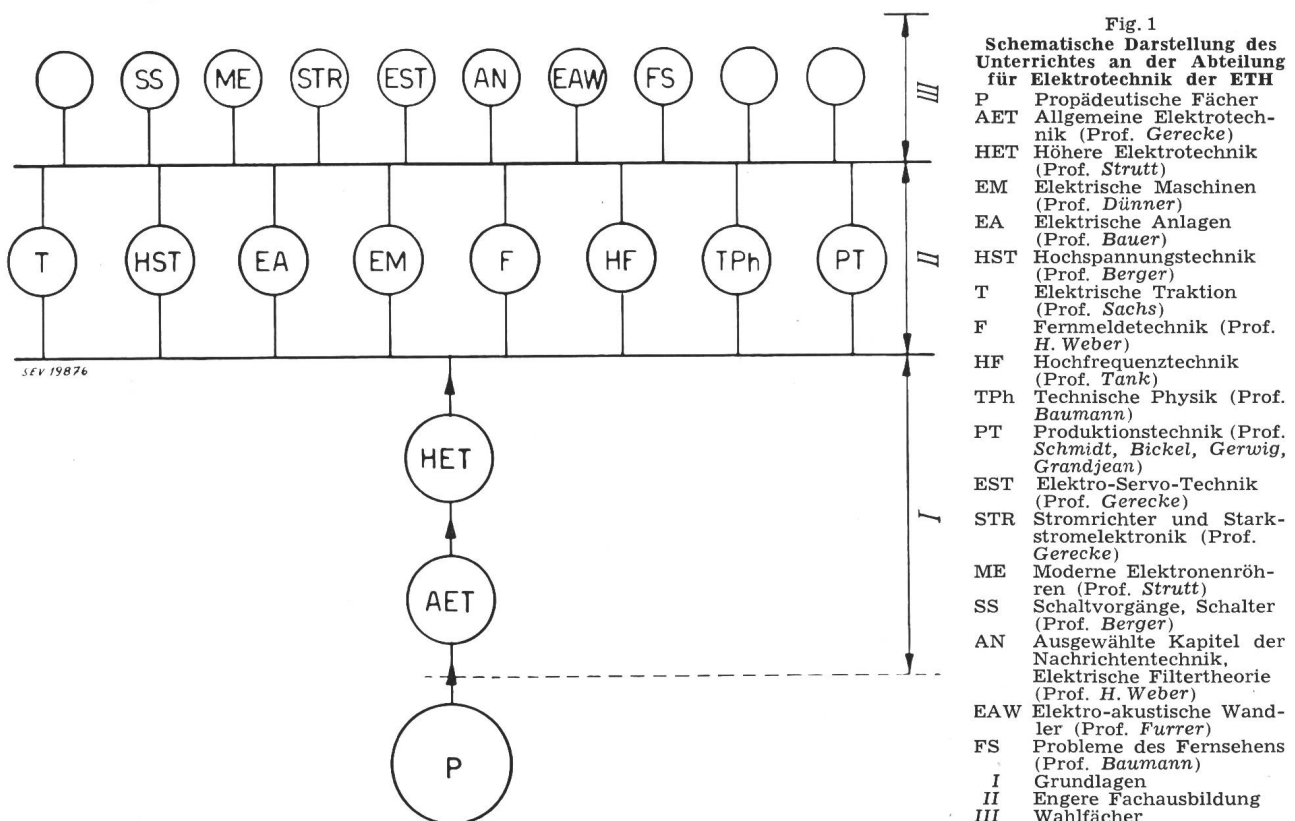 SS ME STR EST AN EAW FS
III
T HST EA EM F HF TPh PT
II
SEV 19876
HET
I
AET
P
Fig. 1
Schematische Darstellung des
Unterrichtes an der Abteilung
für Elektrotechnik der ETH
P Propädeutische Fächer
AET Allgemeine Elektrotech-
nik (Prof. Gerecke)
HET Höhere Elektrotechnik
(Prof. Strutt)
EM Elektrische Maschinen
(Prof. Dünner)
EA Elektrische Anlagen
(Prof. Bauer)
HST Hochspannungstechnik
(Prof. Berger)
T Elektrische Traktion
(Prof. Sachs)
F Fernmeldetechnik (Prof.
H. Weber)
HF Hochfrequenztechnik
(Prof. Tank)
TPh Technische Physik (Prof.
Baumann)
PT Produktionstechnik (Prof.
Schmidt, Bickel, Gerwig,
Grandjean)
EST Elektro-Servo-Technik
(Prof. Gerecke)
STR Stromrichter und Stark-
stromelektronik (Prof.
Gerecke)
ME Moderne Elektronenröh-
ren (Prof. Strutt)
SS Schaltvorgänge, Schalter
(Prof. Berger)
AN Ausgewählte Kapitel der
Nachrichtentechnik,
Elektrische Filtertheorie
(Prof. H. Weber)
EAW Elektro-akustische Wand-
ler (Prof. Furrer)
FS Probleme des Fernsehens
(Prof. Baumann)
I Grundlagen
II Engere Fachausbildung
III Wahlfächer